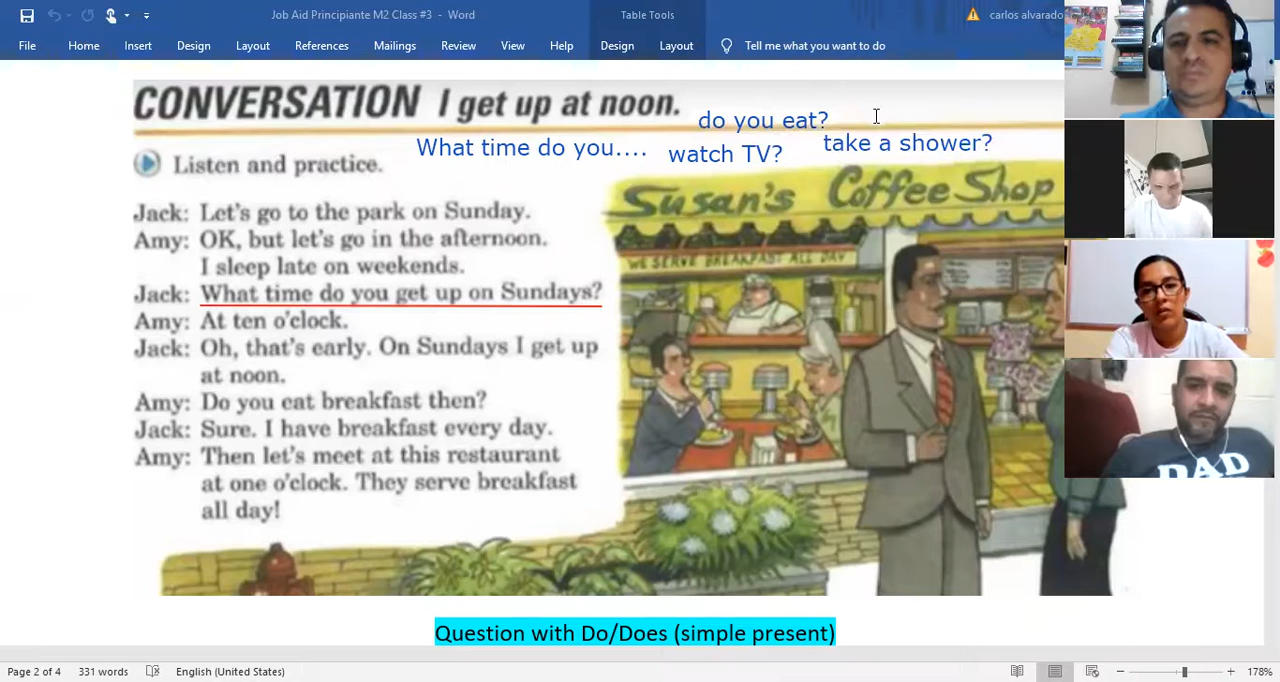 Job Aid Principiante M2 Class #3 - Word
Table Tools
carlos alvarado
File Home Insert Design Layout References Mailings Review View Help Design Layout Tell me what you want to do
CONVERSATION I get up at noon.
do you eat?
What time do you.... watch TV? take a shower?
Listen and practice.
Susan's Coffee Shop
WE SERVE BREAKFAST ALL DAY
Jack: Let's go to the park on Sunday.
Amy: OK, but let's go in the afternoon.
I sleep late on weekends.
Jack: What time do you get up on Sundays?
Amy: At ten o'clock.
Jack: Oh, that's early. On Sundays I get up
at noon.
Amy: Do you eat breakfast then?
Jack: Sure. I have breakfast every day.
Amy: Then let's meet at this restaurant
at one o'clock. They serve breakfast
all day!
DAD
Question with Do/Does (simple present)
Page 2 of 4 331 words English (United States) 178%